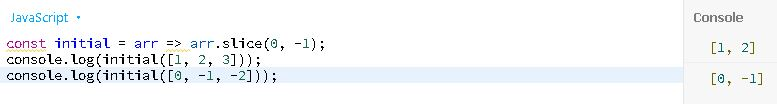 JavaScript
const initial = arr => arr.slice(0, -1);
console.log(initial([1, 2, 3]));
console.log(initial([0, -1, -2]));
Console
[1, 2]
[0, -1]